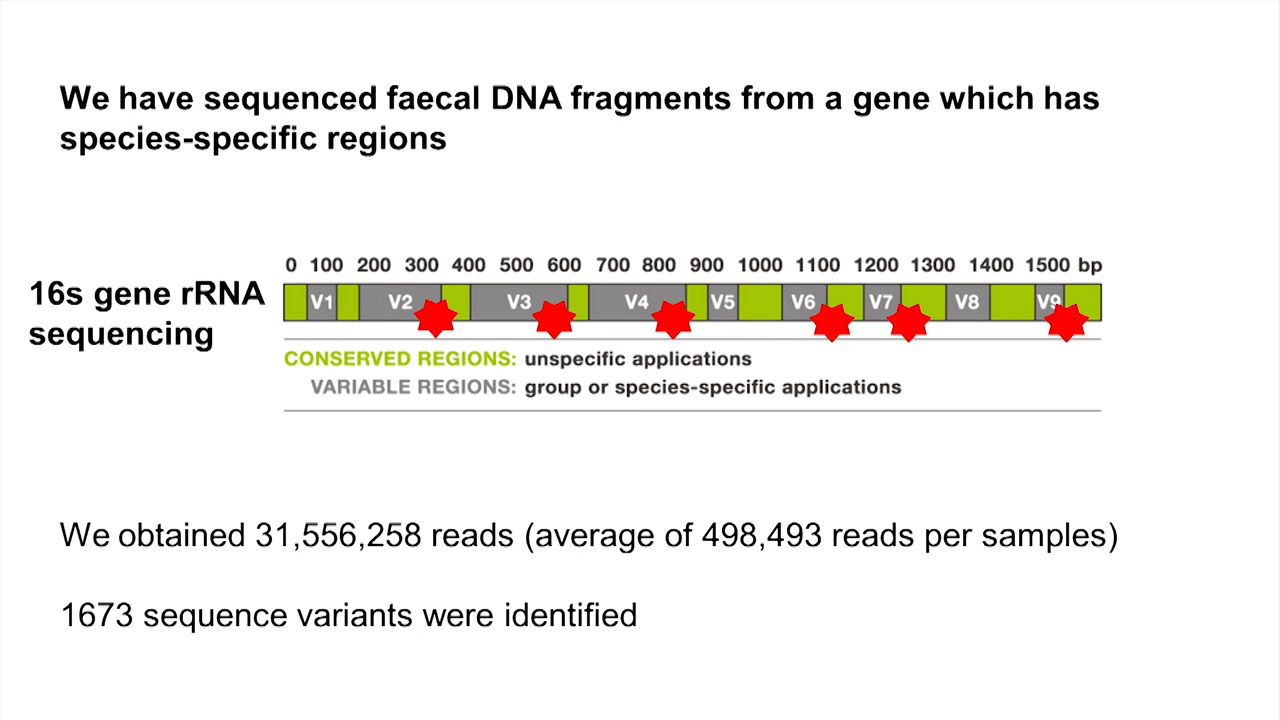 We have sequenced faecal DNA fragments from a gene which has
species-specific regions
0 100 200 300 400 500 600 700 800 900 1000 1100 1200 1300 1400 1500 bp
16s gene rRNA
sequencing
V1 V2 V3 V4 V5 V6 V7 V8 V9
CONSERVED REGIONS: unspecific applications
VARIABLE REGIONS: group or species-specific applications
We obtained 31,556,258 reads (average of 498,493 reads per samples)
1673 sequence variants were identified